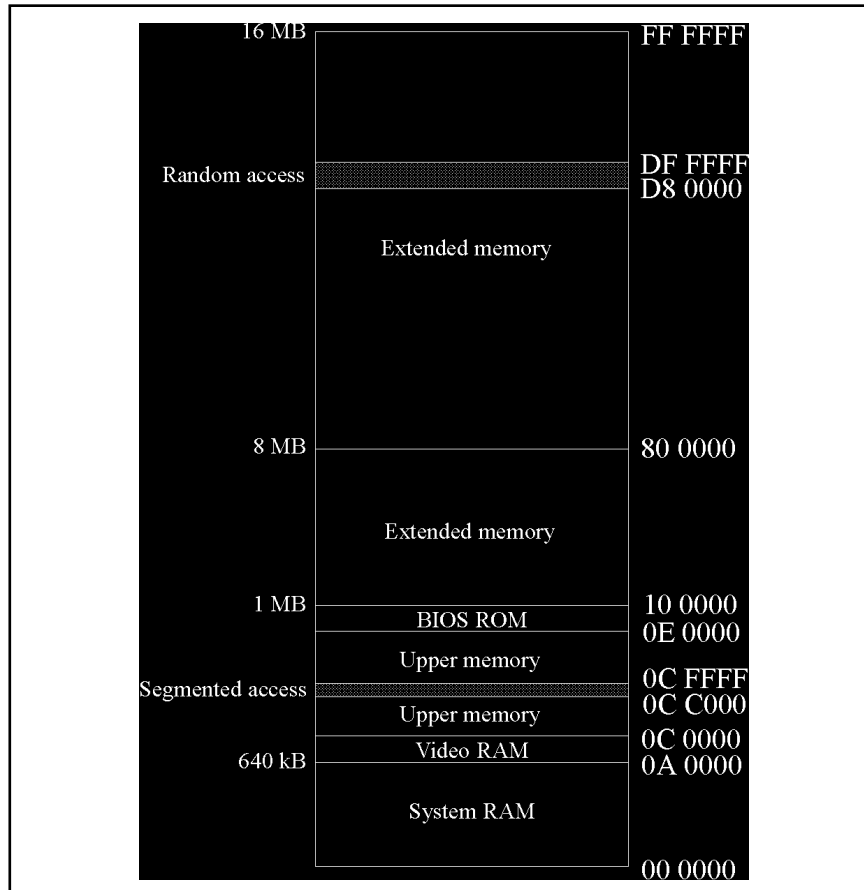 16 MB FF FFFF
DF FFFF
Random access
D8 0000
Extended memory
8 MB 80 0000
Extended memory
1 MB 10 0000
BIOS ROM
0E 0000
Upper memory
0C FFFF
Segmented access
0C C000
Upper memory
0C 0000
Video RAM
640 kB 0A 0000
System RAM
00 0000